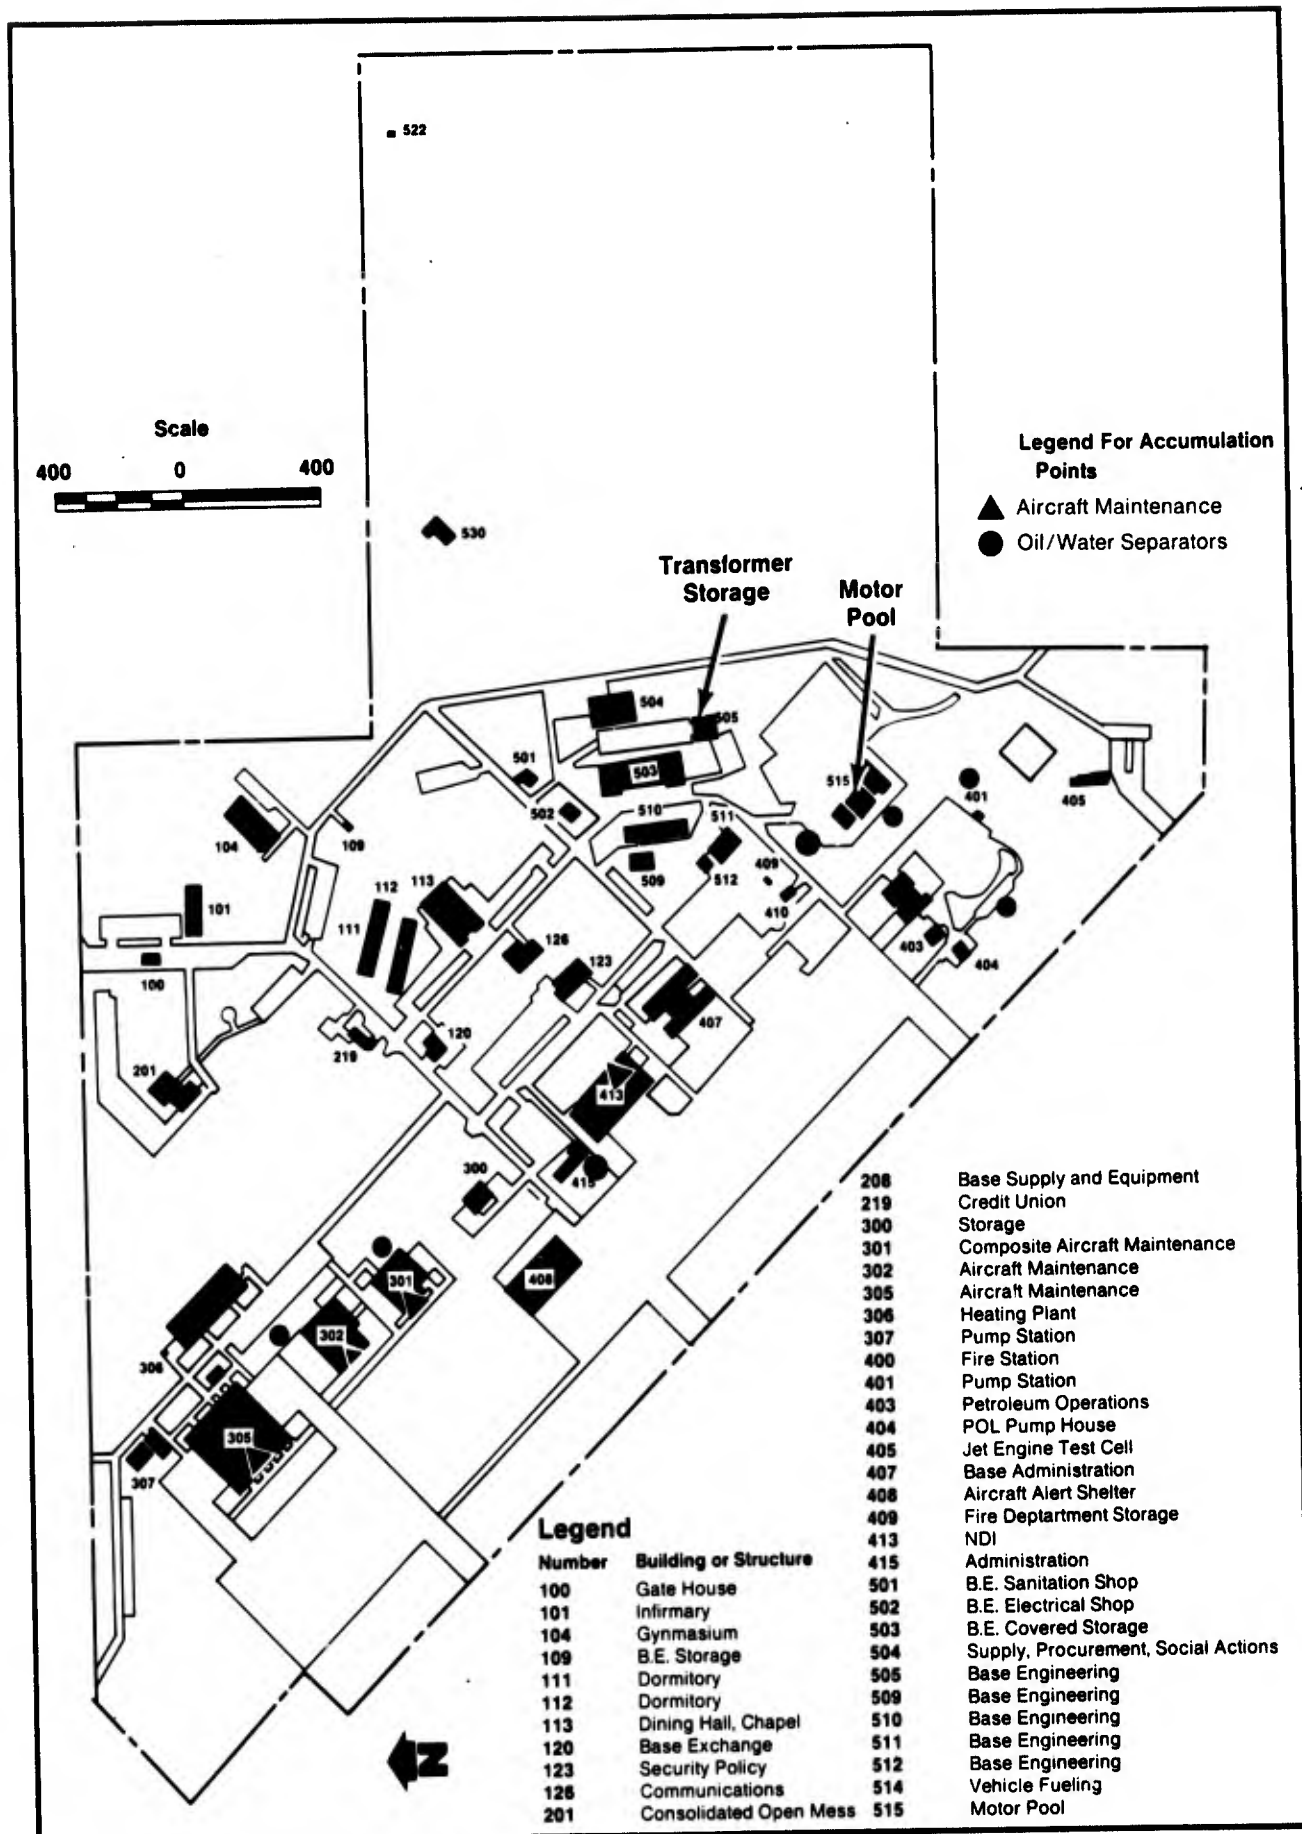 522
Scale
400 0 400
Legend For Accumulation
Points
Aircraft Maintenance
Oil/Water Separators
530
Transformer
Storage
Motor
Pool
504
505
501
503
515
401
405
502
510
511
104
109
409
112
113
509
512
410
101
111
126
403
404
123
100
407
219
120
201
413
300
415
301
408
302
306
305
307
208 Base Supply and Equipment
219 Credit Union
300 Storage
301 Composite Aircraft Maintenance
302 Aircraft Maintenance
305 Aircraft Maintenance
306 Heating Plant
307 Pump Station
400 Fire Station
401 Pump Station
403 Petroleum Operations
404 POL Pump House
405 Jet Engine Test Cell
407 Base Administration
408 Aircraft Alert Shelter
409 Fire Deptartment Storage
413 NDI
415 Administration
501 B.E. Sanitation Shop
502 B.E. Electrical Shop
503 B.E. Covered Storage
504 Supply, Procurement, Social Actions
505 Base Engineering
509 Base Engineering
510 Base Engineering
511 Base Engineering
512 Base Engineering
514 Vehicle Fueling
515 Motor Pool
Legend
Number Building or Structure
100 Gate House
101 Infirmary
104 Gynmasium
109 B.E. Storage
111 Dormitory
112 Dormitory
113 Dining Hall, Chapel
120 Base Exchange
123 Security Policy
126 Communications
201 Consolidated Open Mess
N